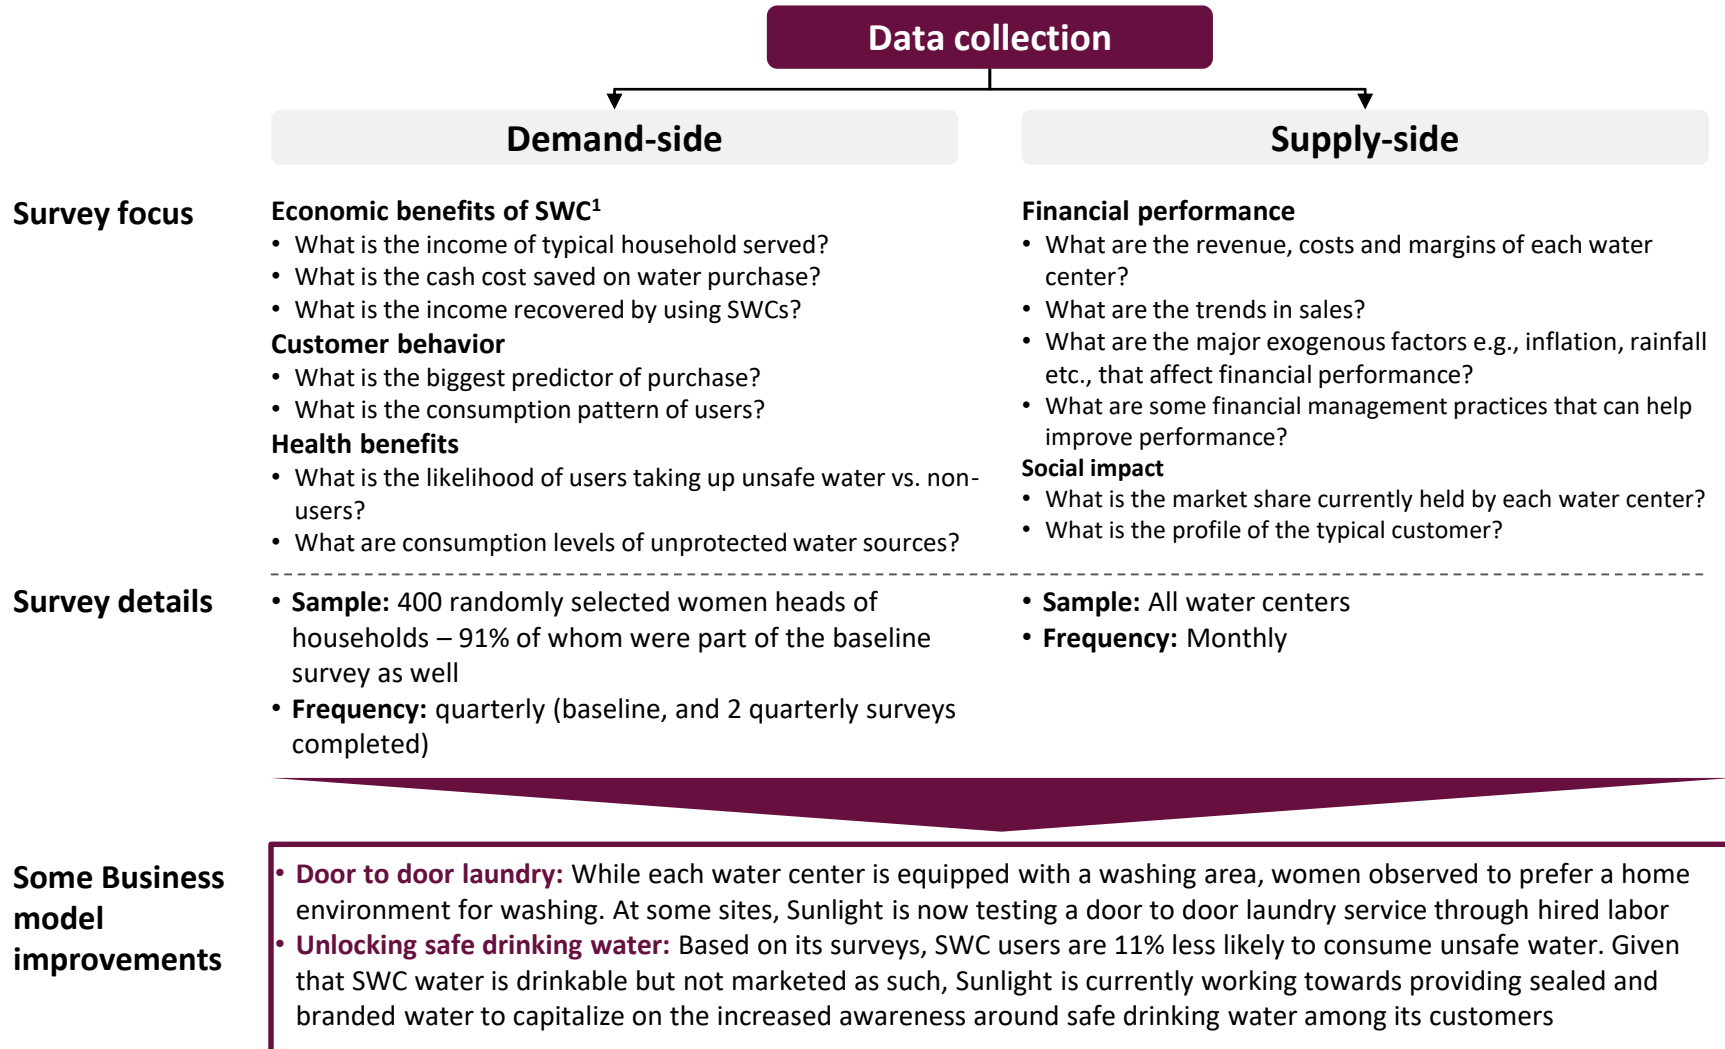 Data collection
Demand-side
Supply-side
Survey focus
Economic benefits of SWC1
• What is the income of typical household served?
• What is the cash cost saved on water purchase?
• What is the income recovered by using SWCs?
Customer behavior
• What is the biggest predictor of purchase?
• What is the consumption pattern of users?
Health benefits
• What is the likelihood of users taking up unsafe water vs. non-
users?
• What are consumption levels of unprotected water sources?
Financial performance
• What are the revenue, costs and margins of each water
center?
• What are the trends in sales?
• What are the major exogenous factors e.g., inflation, rainfall
etc., that affect financial performance?
• What are some financial management practices that can help
improve performance?
Social impact
• What is the market share currently held by each water center?
• What is the profile of the typical customer?
Survey details
• Sample: 400 randomly selected women heads of
households – 91% of whom were part of the baseline
survey as well
• Frequency: quarterly (baseline, and 2 quarterly surveys
completed)
• Sample: All water centers
• Frequency: Monthly
Some Business
model
improvements
• Door to door laundry: While each water center is equipped with a washing area, women observed to prefer a home
environment for washing. At some sites, Sunlight is now testing a door to door laundry service through hired labor
• Unlocking safe drinking water: Based on its surveys, SWC users are 11% less likely to consume unsafe water. Given
that SWC water is drinkable but not marketed as such, Sunlight is currently working towards providing sealed and
branded water to capitalize on the increased awareness around safe drinking water among its customers